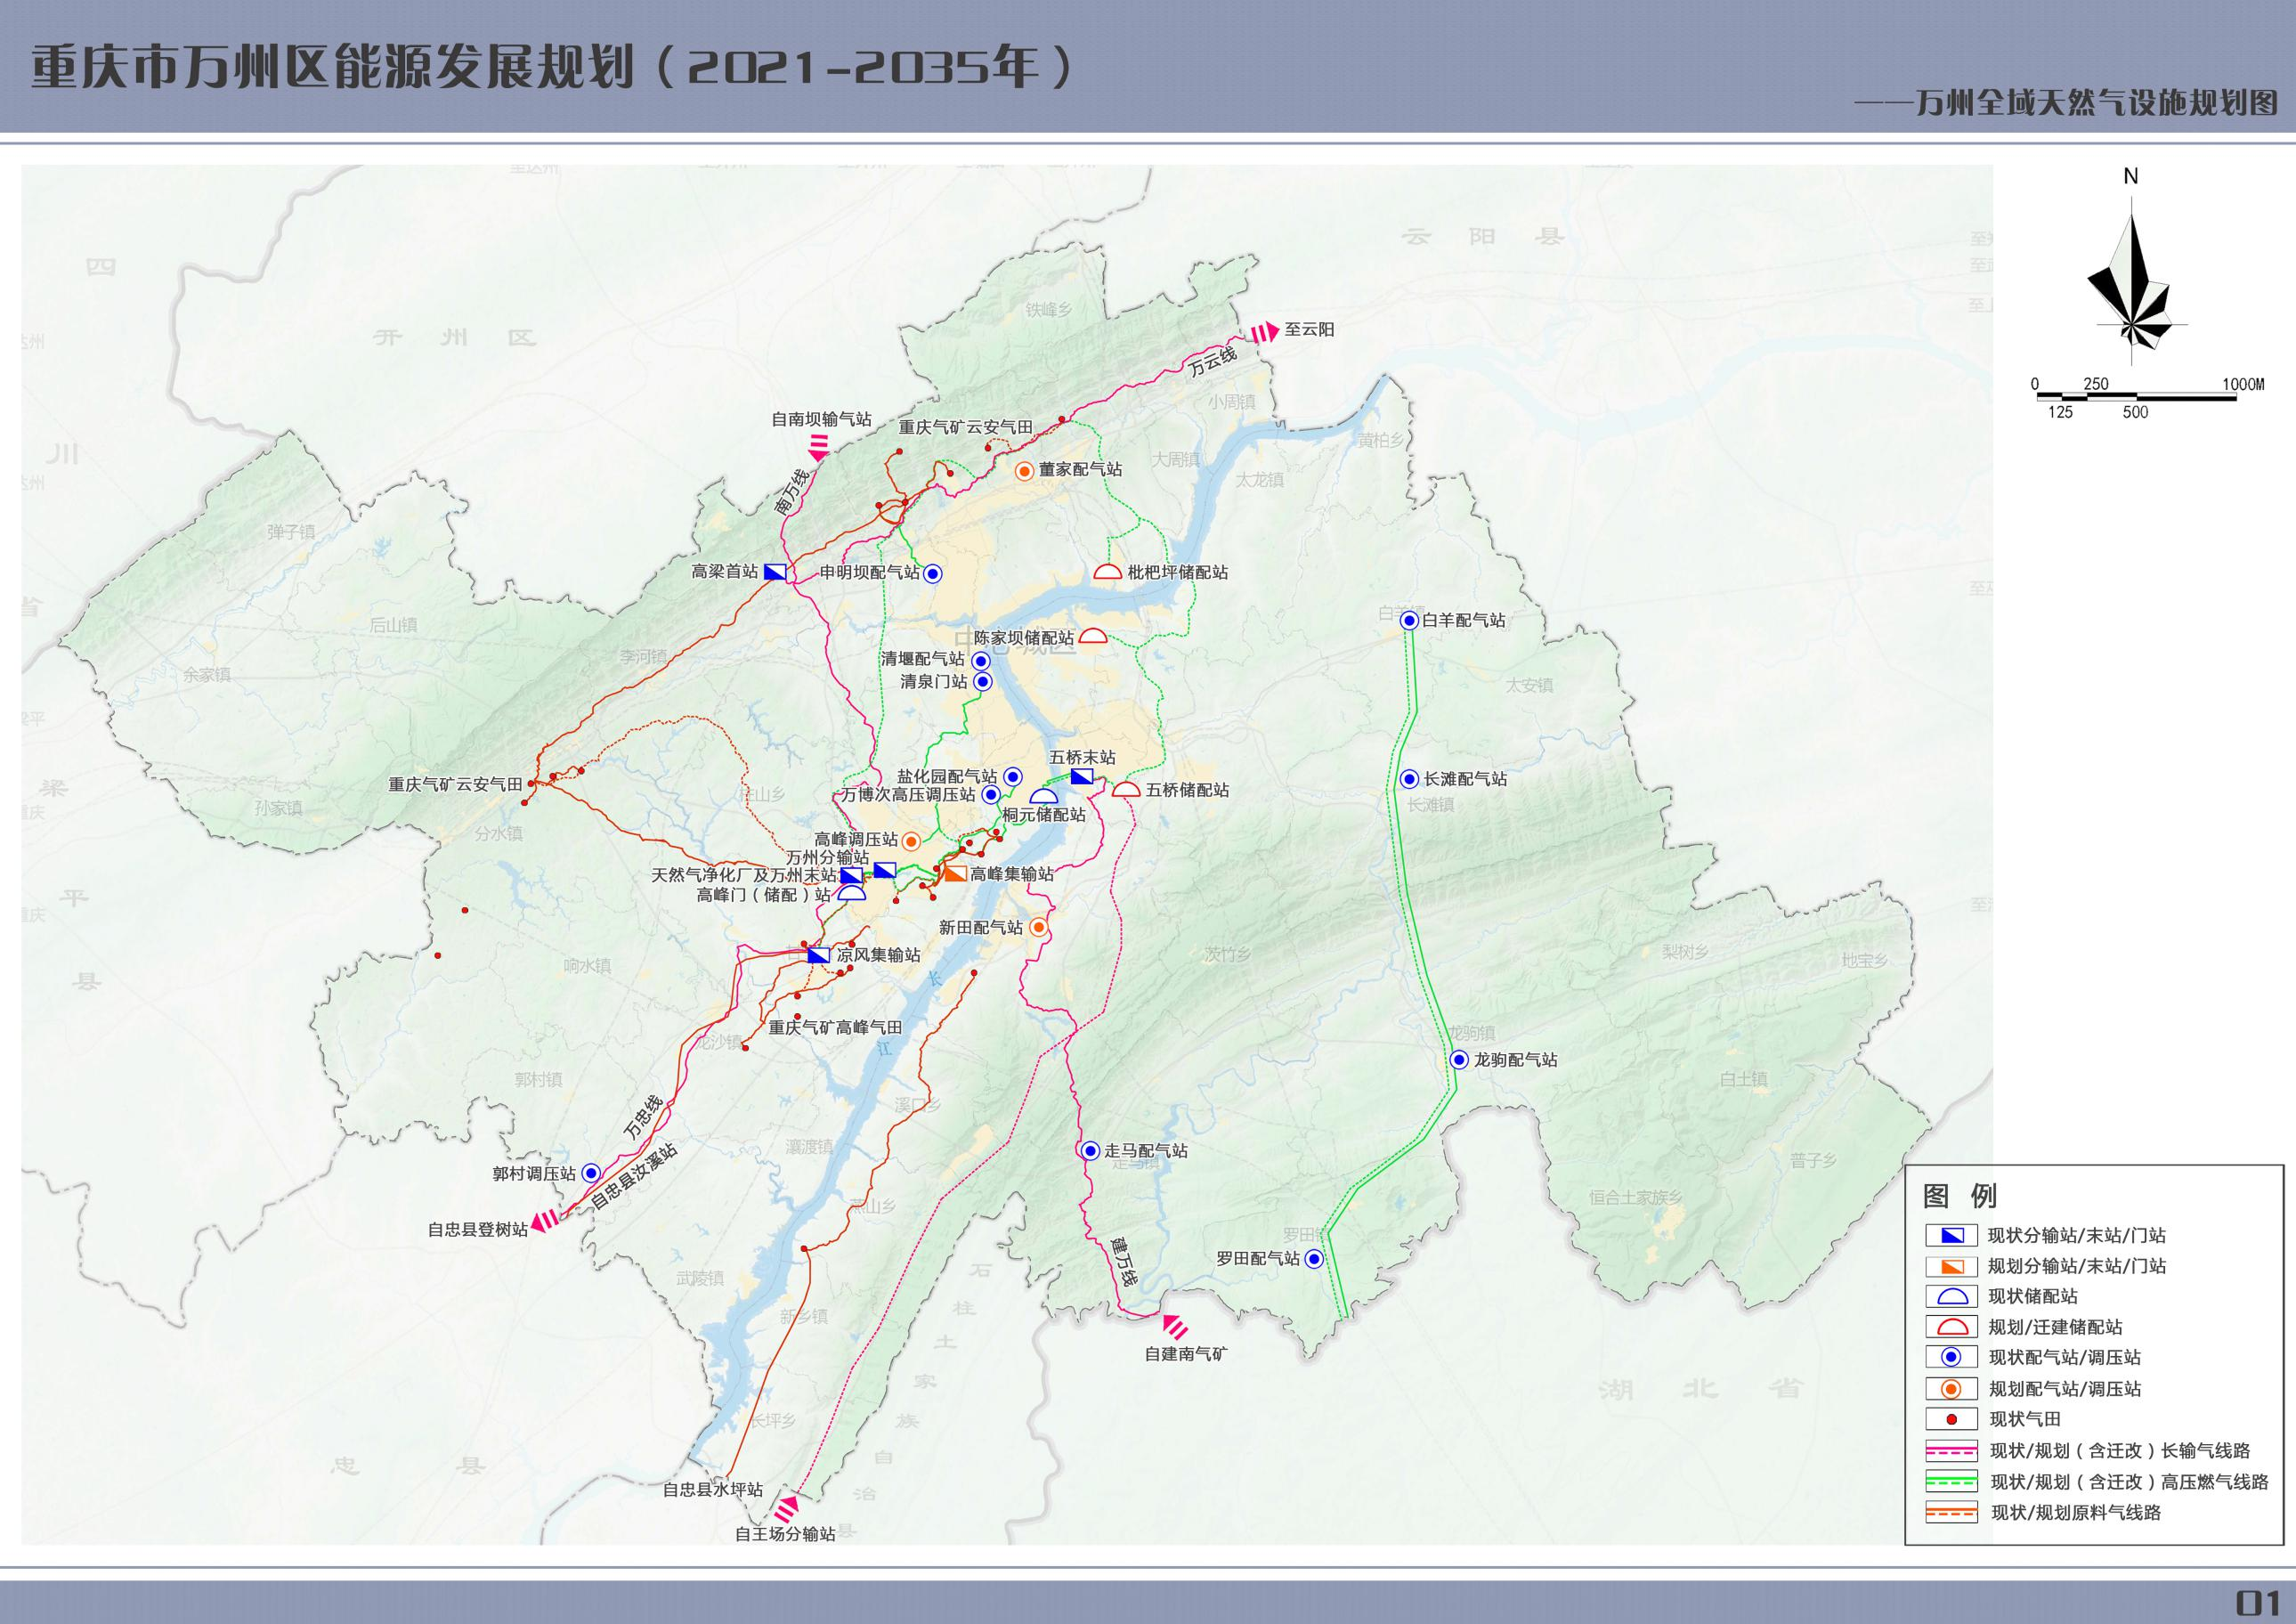 重庆市万州区能源发展规划（2021-2035年）
——万州全域天然气设施规划图
N
0 250 1000M
125 500
云阳县
四
川
省
开州区
铁峰乡
至云阳
万云线
小周镇
自南坝输气站
重庆气矿云安气田
南万线
董家配气站
大周镇
黄柏乡
太龙镇
弹子镇
高梁首站
申明坝配气站
枇杷坪储配站
后山镇
白羊镇
白羊配气站
陈家坝储配站
中心城区
李河镇
清堰配气站
余家镇
清泉门站
太安镇
梁
平
县
五桥末站
重庆气矿云安气田
盐化园配气站
长滩配气站
五桥储配站
万博次高压调压站
孙家镇
长滩镇
桐元储配站
分水镇
高峰调压站
万州分输站
天然气净化厂及万州末站
高峰集输站
高峰门（储配）站
新田配气站
凉风集输站
茨竹乡
梨树乡
地宝乡
响水镇
长
江
重庆气矿高峰气田
龙沙镇
龙驹镇
龙驹配气站
郭村镇
白土镇
溪口乡
万忠线
瀼渡镇
走马配气站
走马镇
普子乡
郭村调压站
自忠县汝溪站
恒合土家族乡
燕山乡
自忠县登树站
罗田镇
建万线
罗田配气站
武陵镇
新乡镇
石
柱
土
家
族
自
治
县
自建南气矿
湖北省
长坪乡
忠县
自忠县水坪站
自王场分输站
图 例
现状分输站/末站/门站
规划分输站/末站/门站
现状储配站
规划/迁建储配站
现状配气站/调压站
规划配气站/调压站
现状气田
现状/规划（含迁改）长输气线路
现状/规划（含迁改）高压燃气线路
现状/规划原料气线路
01